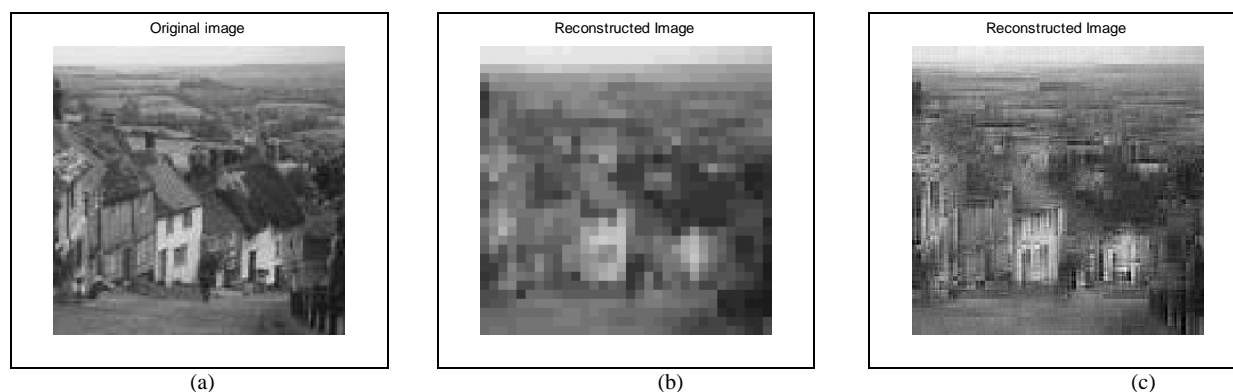 Original image
Reconstructed Image
Reconstructed Image
(a)
(b)
(c)